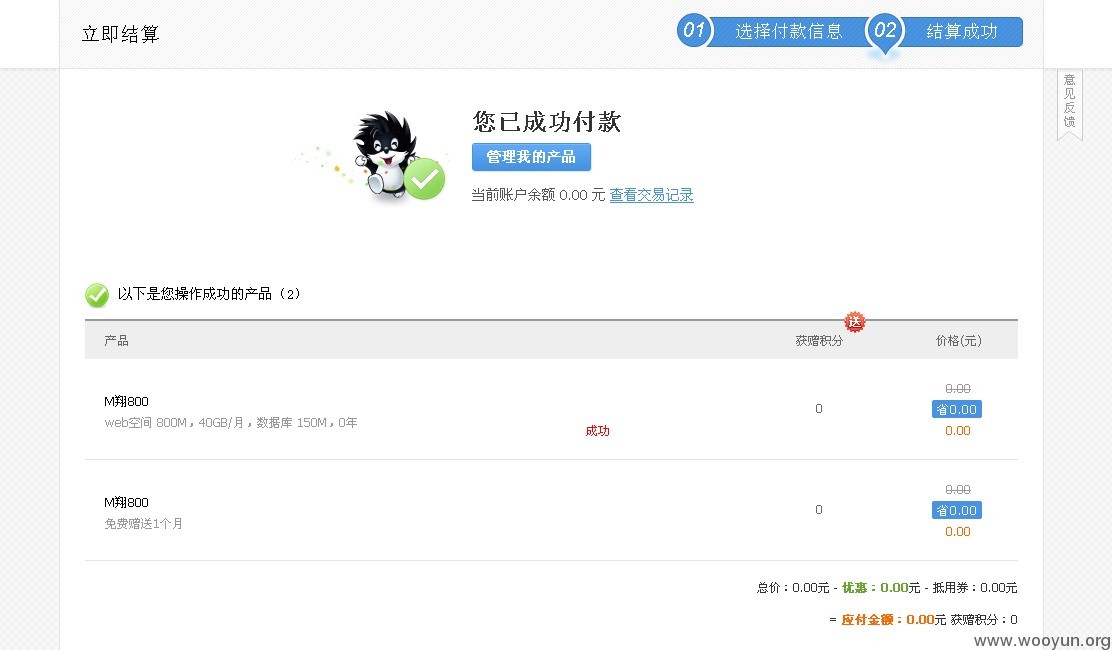 立即结算
01 选择付款信息 02 结算成功
意见反馈
您已成功付款
管理我的产品
当前账户余额 0.00 元 查看交易记录
以下是您操作成功的产品（2）
送
产品 获赠积分 价格(元)
M翔800
web空间 800M，40GB/月，数据库 150M，0年
成功
0
0.00
省0.00
0.00
M翔800
免费赠送1个月
0
0.00
省0.00
0.00
总价：0.00元 - 优惠：0.00元 - 抵用券：0.00元
= 应付金额：0.00元 获赠积分：0
www.wooyun.org